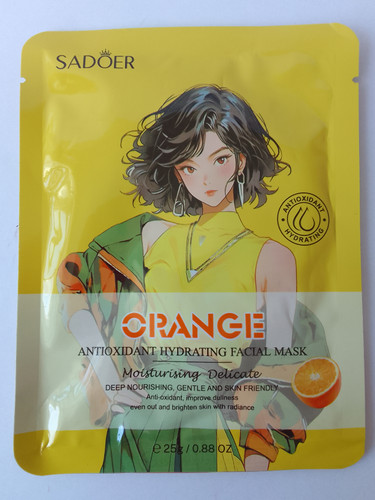 SADOER
ANTIOXIDANT
HYDRATING
ORANGE
ANTIOXIDANT HYDRATING FACIAL MASK
Moisturising Delicate
DEEP NOURISHING, GENTLE AND SKIN FRIENDLY
Anti-oxidant, improve dullness
even out and brighten skin with radiance
℮ 25g / 0.88 OZ